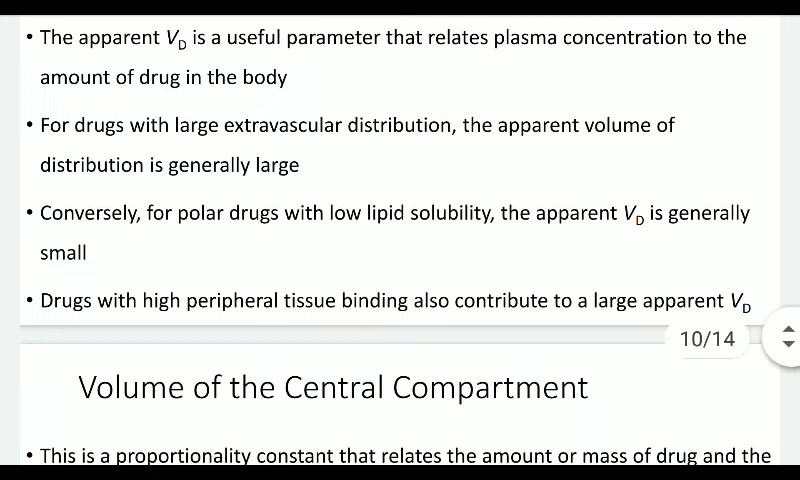 • The apparent VD is a useful parameter that relates plasma concentration to the
amount of drug in the body
• For drugs with large extravascular distribution, the apparent volume of
distribution is generally large
• Conversely, for polar drugs with low lipid solubility, the apparent VD is generally
small
• Drugs with high peripheral tissue binding also contribute to a large apparent VD
10/14
Volume of the Central Compartment
• This is a proportionality constant that relates the amount or mass of drug and the